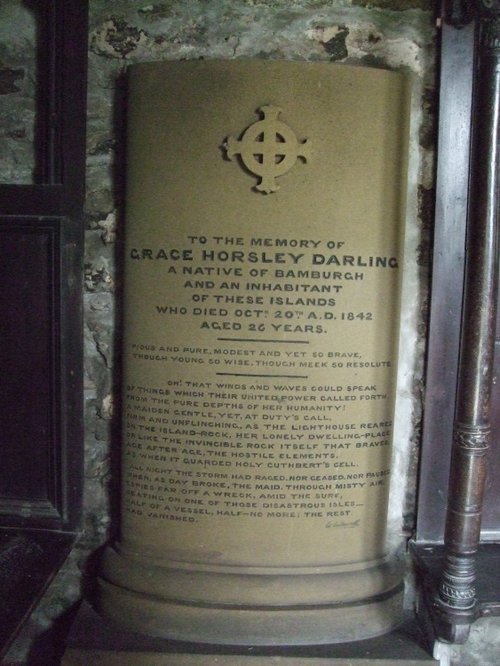 TO THE MEMORY OF
GRACE HORSLEY DARLING
A NATIVE OF BAMBURGH
AND AN INHABITANT
OF THESE ISLANDS
WHO DIED OCTR 20TH A.D. 1842
AGED 26 YEARS.
PIOUS AND PURE, MODEST AND YET SO BRAVE,
THOUGH YOUNG SO WISE, THOUGH MEEK SO RESOLUTE
OH! THAT WINDS AND WAVES COULD SPEAK
OF THINGS WHICH THEIR UNITED POWER CALLED FORTH
FROM THE PURE DEPTHS OF HER HUMANITY!
A MAIDEN GENTLE, YET, AT DUTY'S CALL,
FIRM AND UNFLINCHING, AS THE LIGHTHOUSE REARED
ON THE ISLAND-ROCK, HER LONELY DWELLING-PLACE
OR LIKE THE INVINCIBLE ROCK ITSELF THAT BRAVES
AGE AFTER AGE, THE HOSTILE ELEMENTS,
AS WHEN IT GUARDED HOLY CUTHBERT'S CELL.
ALL NIGHT THE STORM HAD RAGED, NOR CEASED, NOR PAUSED
WHEN, AS DAY BROKE, THE MAID, THROUGH MISTY AIR,
ESPIES FAR OFF A WRECK, AMID THE SURF,
BEATING ON ONE OF THOSE DISASTROUS ISLES—
HALF OF A VESSEL, HALF—NO MORE; THE REST
HAD VANISHED.